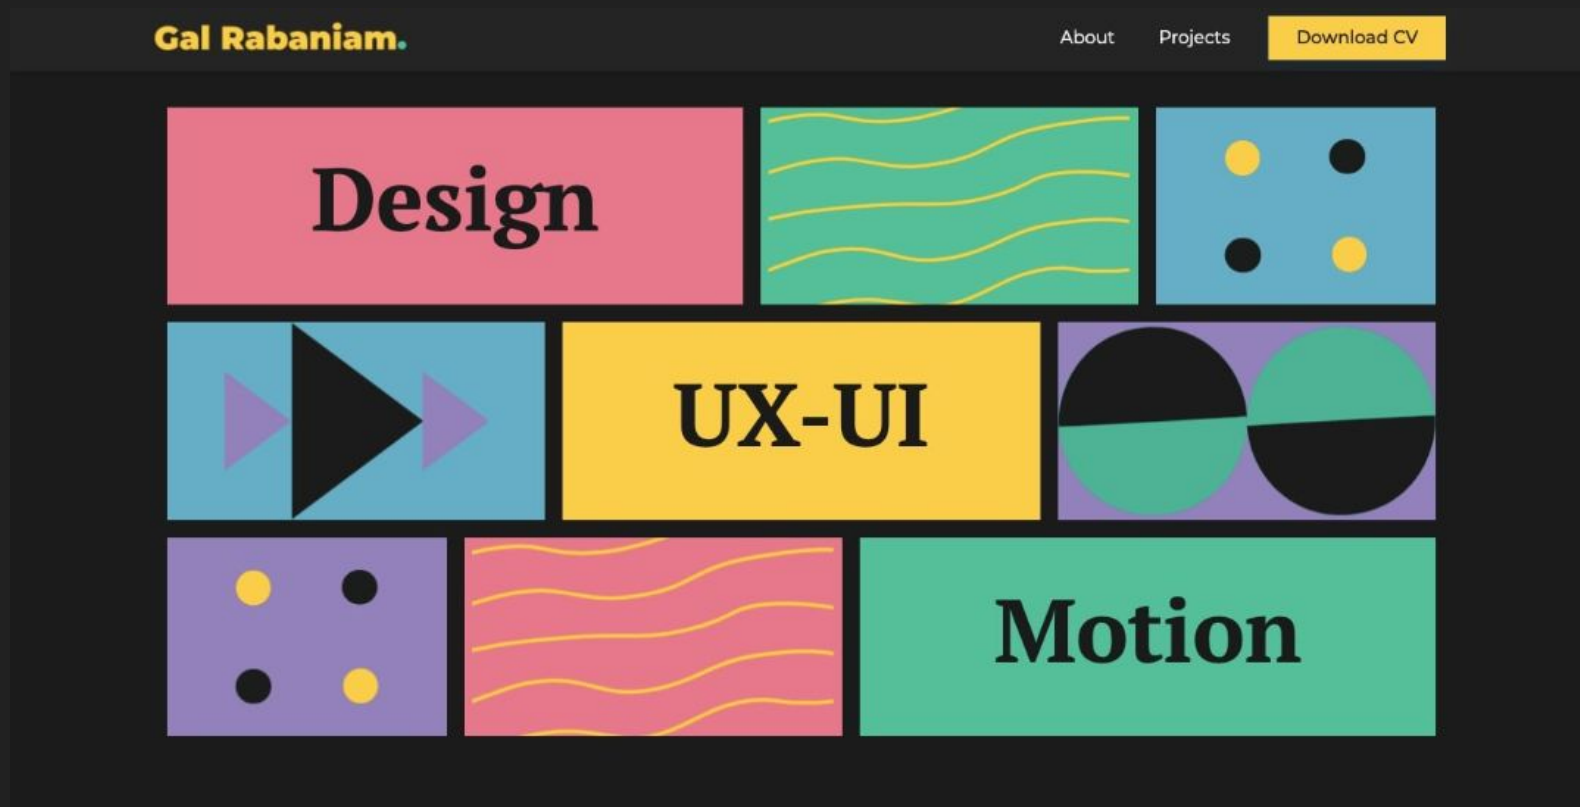 Gal Rabaniam.
About
Projects
Download CV
Design
UX-UI
Motion